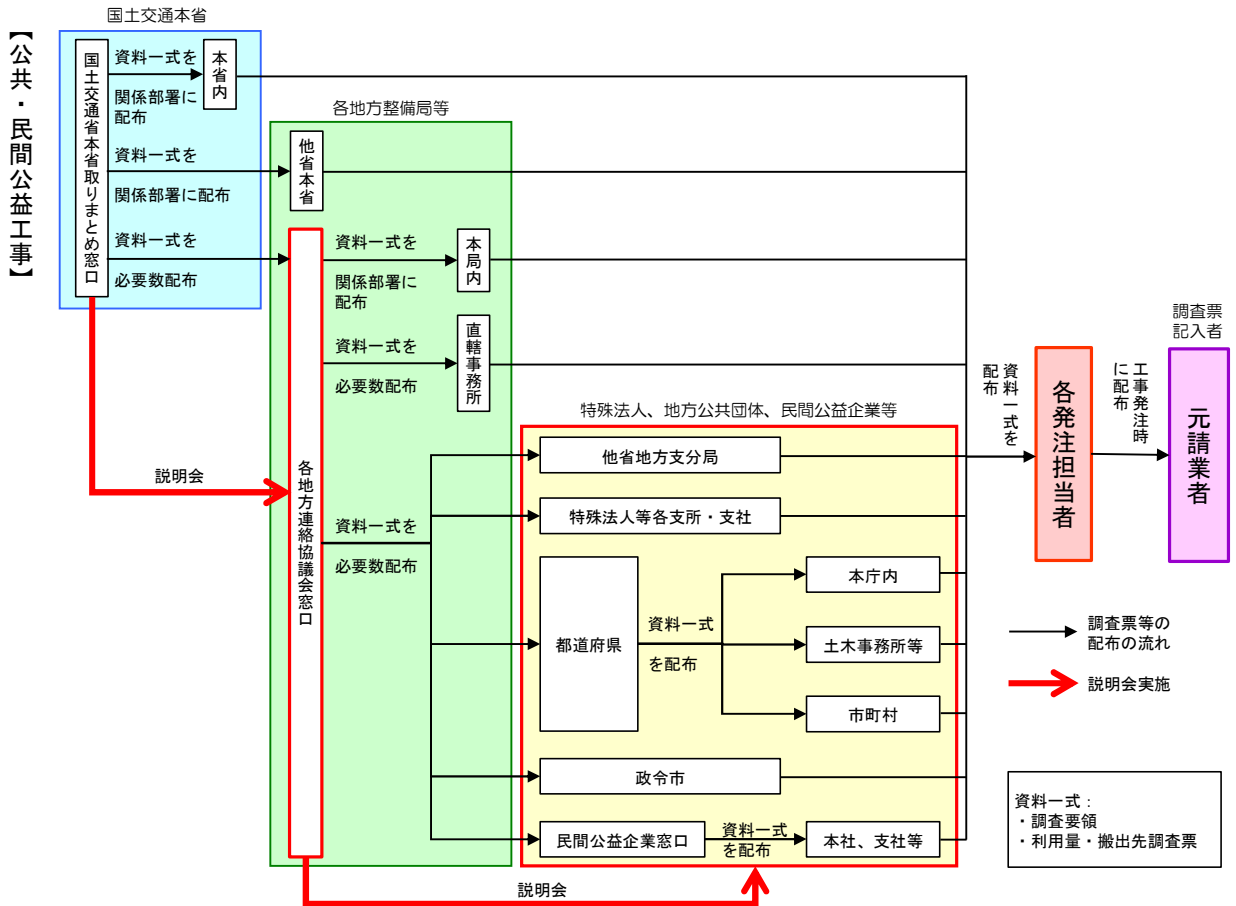 【公共・民間公益工事】
国土交通本省
国土交通省本省取りまとめ窓口
資料一式を
関係部署に
配布
本省内
資料一式を
関係部署に配布
資料一式を
必要数配布
各地方整備局等
他省本省
各地方連絡協議会窓口
資料一式を
関係部署に
配布
本局内
資料一式を
必要数配布
直轄事務所
資料一式を
必要数配布
説明会
特殊法人、地方公共団体、民間公益企業等
他省地方支分局
特殊法人等各支所・支社
都道府県
資料一式
を配布
本庁内
土木事務所等
市町村
政令市
民間公益企業窓口
資料一式
を配布
本社、支社等
説明会
資料一式を
配布
各発注担当者
工事発注時
に配布
調査票
記入者
元請業者
調査票等の
配布の流れ
説明会実施
資料一式：
・調査要領
・利用量・搬出先調査票